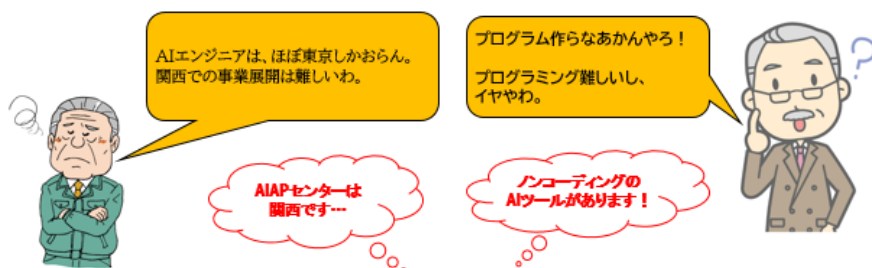 AIエンジニアは、ほぼ東京しかおらん。
関西での事業展開は難しいわ。
プログラム作らなあかんやろ！
プログラミング難しいし、
イヤやわ。
AIAPセンターは
関西です…
ノンコーディングの
AIツールがあります！